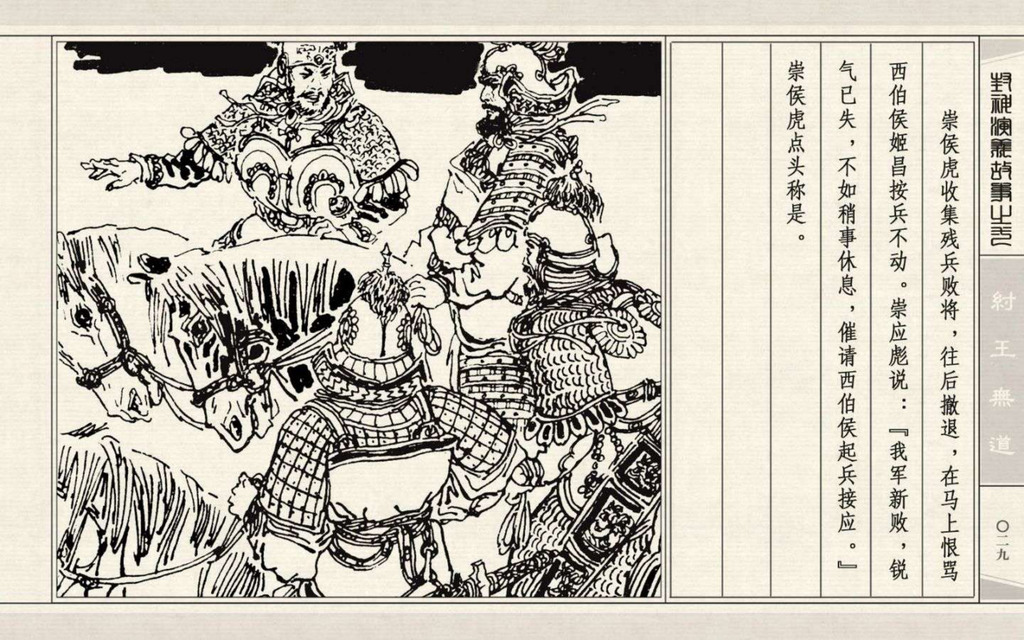 封神演义故事之一
紂王無道
〇二九
崇侯虎收集残兵败将，往后撤退，在马上恨骂
西伯侯姬昌按兵不动。崇应彪说：『我军新败，锐
气已失，不如稍事休息，催请西伯侯起兵接应。』
崇侯虎点头称是。